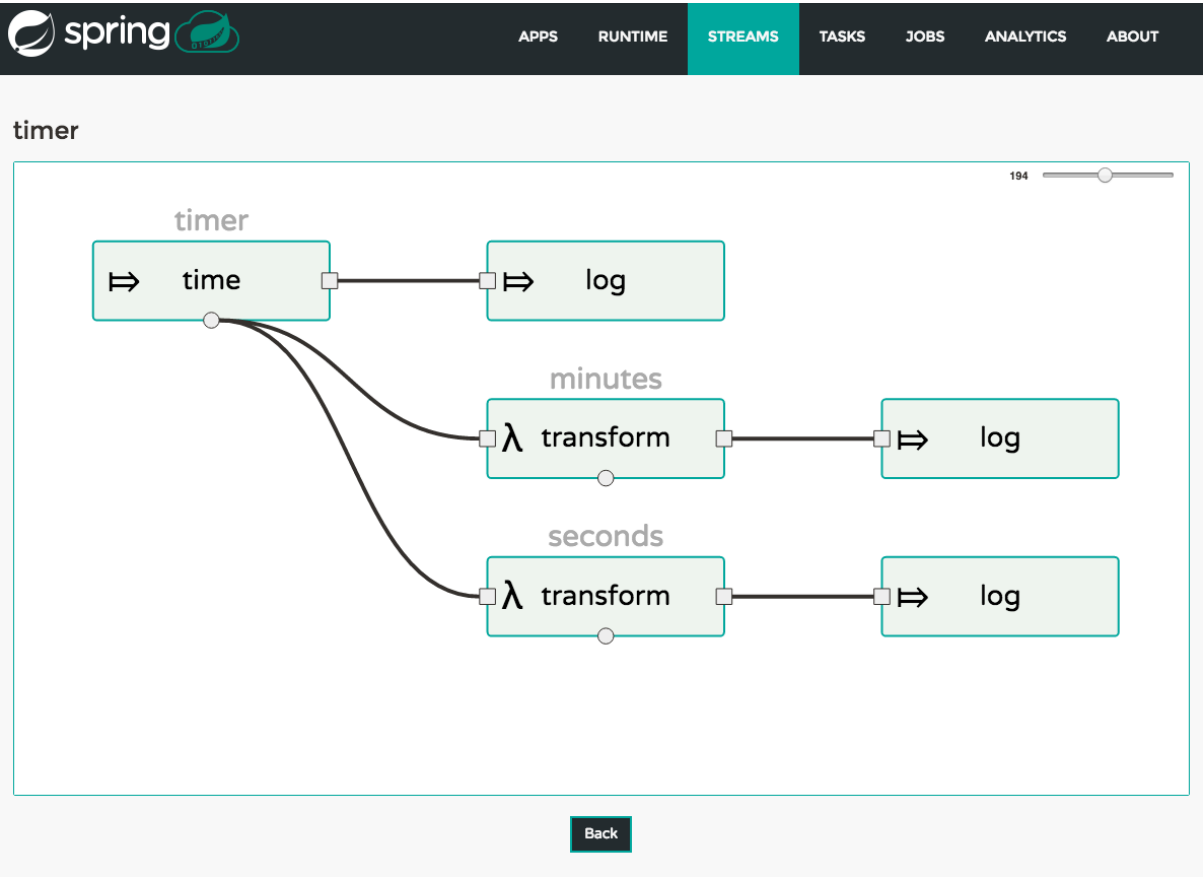 spring
APPS RUNTIME STREAMS TASKS JOBS ANALYTICS ABOUT
timer
194
timer
time log
minutes
λ transform log
seconds
λ transform log
Back